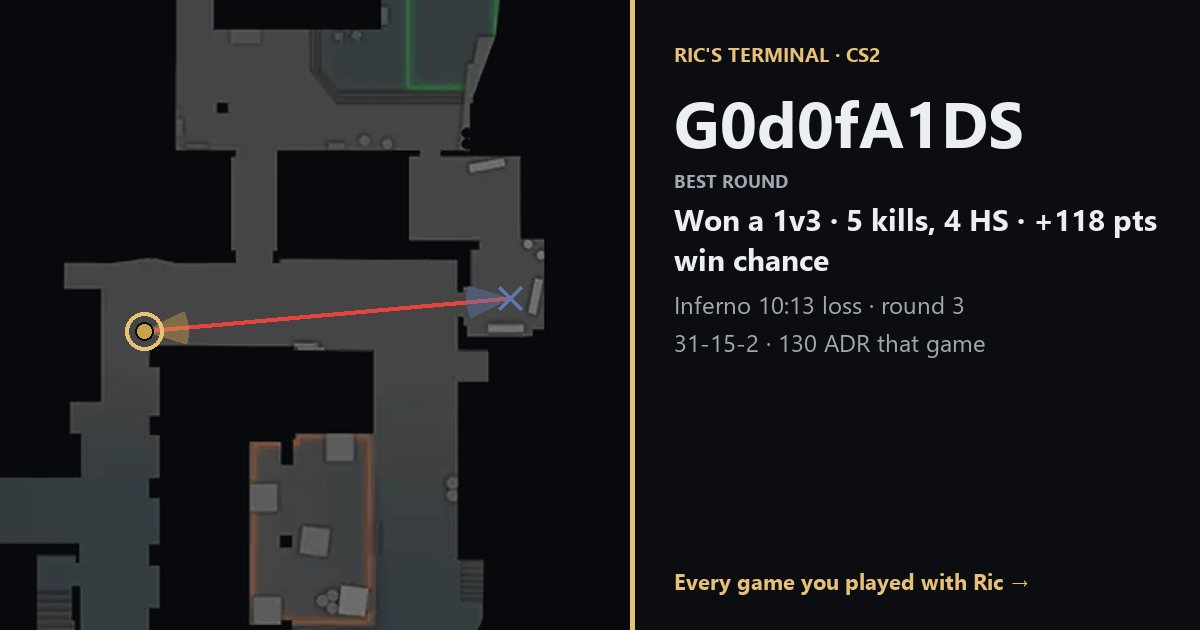 RIC'S TERMINAL · CS2
G0d0fA1DS
BEST ROUND
Won a 1v3 · 5 kills, 4 HS · +118 pts
win chance
Inferno 10:13 loss · round 3
31-15-2 · 130 ADR that game
Every game you played with Ric →